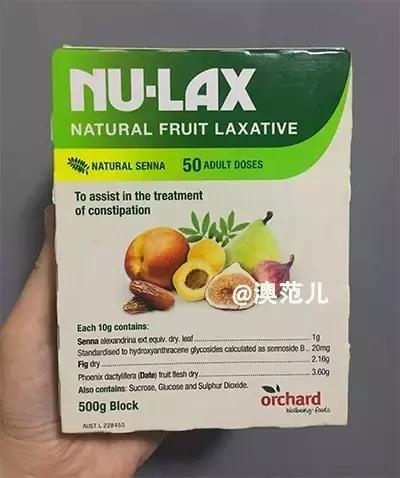 NU-LAX
NATURAL FRUIT LAXATIVE
NATURAL SENNA 50 ADULT DOSES
To assist in the treatment
of constipation
@澳范儿
Each 10g contains:
Senna alexandrina ext equiv. dry. leaf 1g
Standardised to hydroxyanthracene glycosides calculated as sennoside B .. 20mg
Fig dry 2.16g
Phoenix dactylifera (Date) fruit flesh dry 3.60g
Also contains: Sucrose, Glucose and Sulphur Dioxide.
500g Block
orchard
Wellbeing foods
AUST L 228455